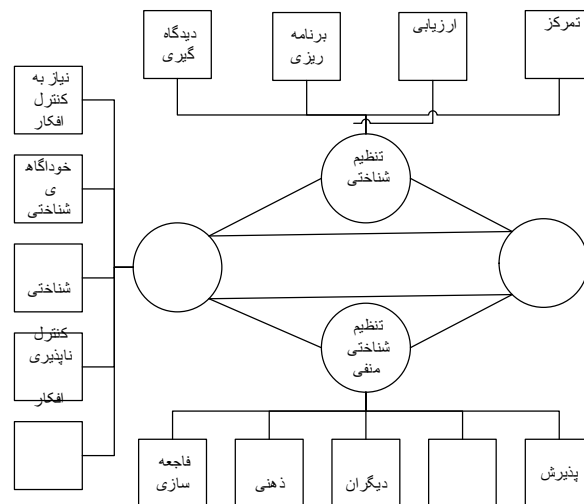 دیدگاه
گیری
برنامه
ریزی
ارزیابی
تمرکز
نیاز به
کنترل
افکار
خوداگاه
ی
شناختی
شناختی
کنترل
ناپذیری
افکار
تنظیم
شناختی
تنظیم
شناختی
منفی
فاجعه
سازی
ذهنی
دیگران
پذیرش